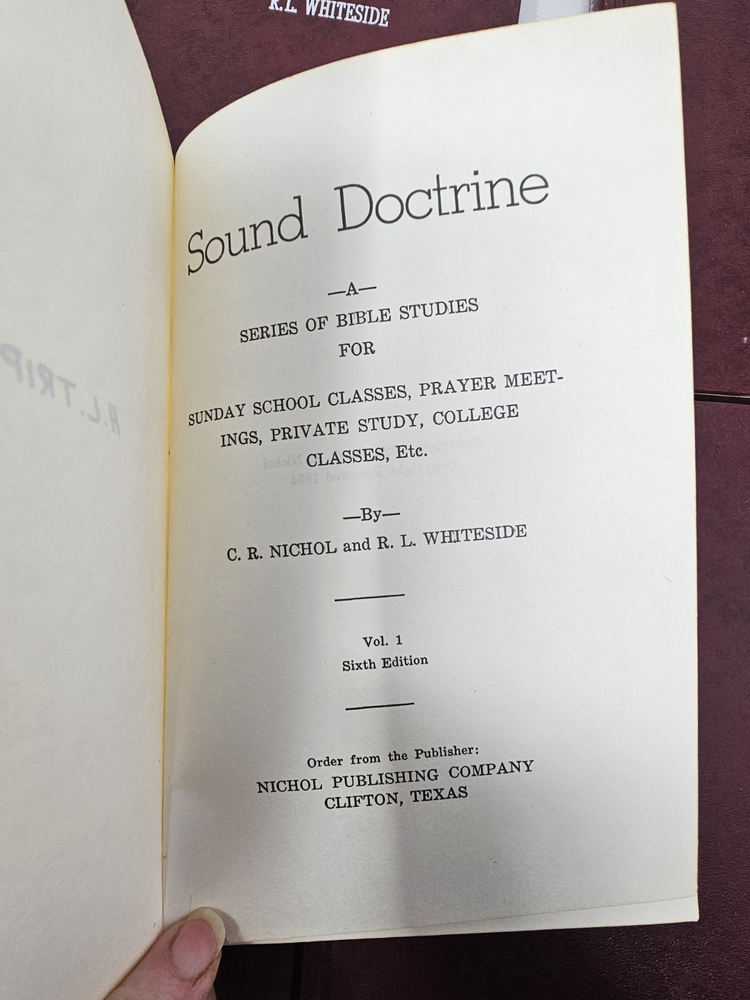 R.L. WHITESIDE
Sound Doctrine
—A—
SERIES OF BIBLE STUDIES
FOR
SUNDAY SCHOOL CLASSES, PRAYER MEET-
INGS, PRIVATE STUDY, COLLEGE
CLASSES, Etc.
—By—
C. R. NICHOL and R. L. WHITESIDE
Vol. 1
Sixth Edition
Order from the Publisher:
NICHOL PUBLISHING COMPANY
CLIFTON, TEXAS
H.L. TRIP